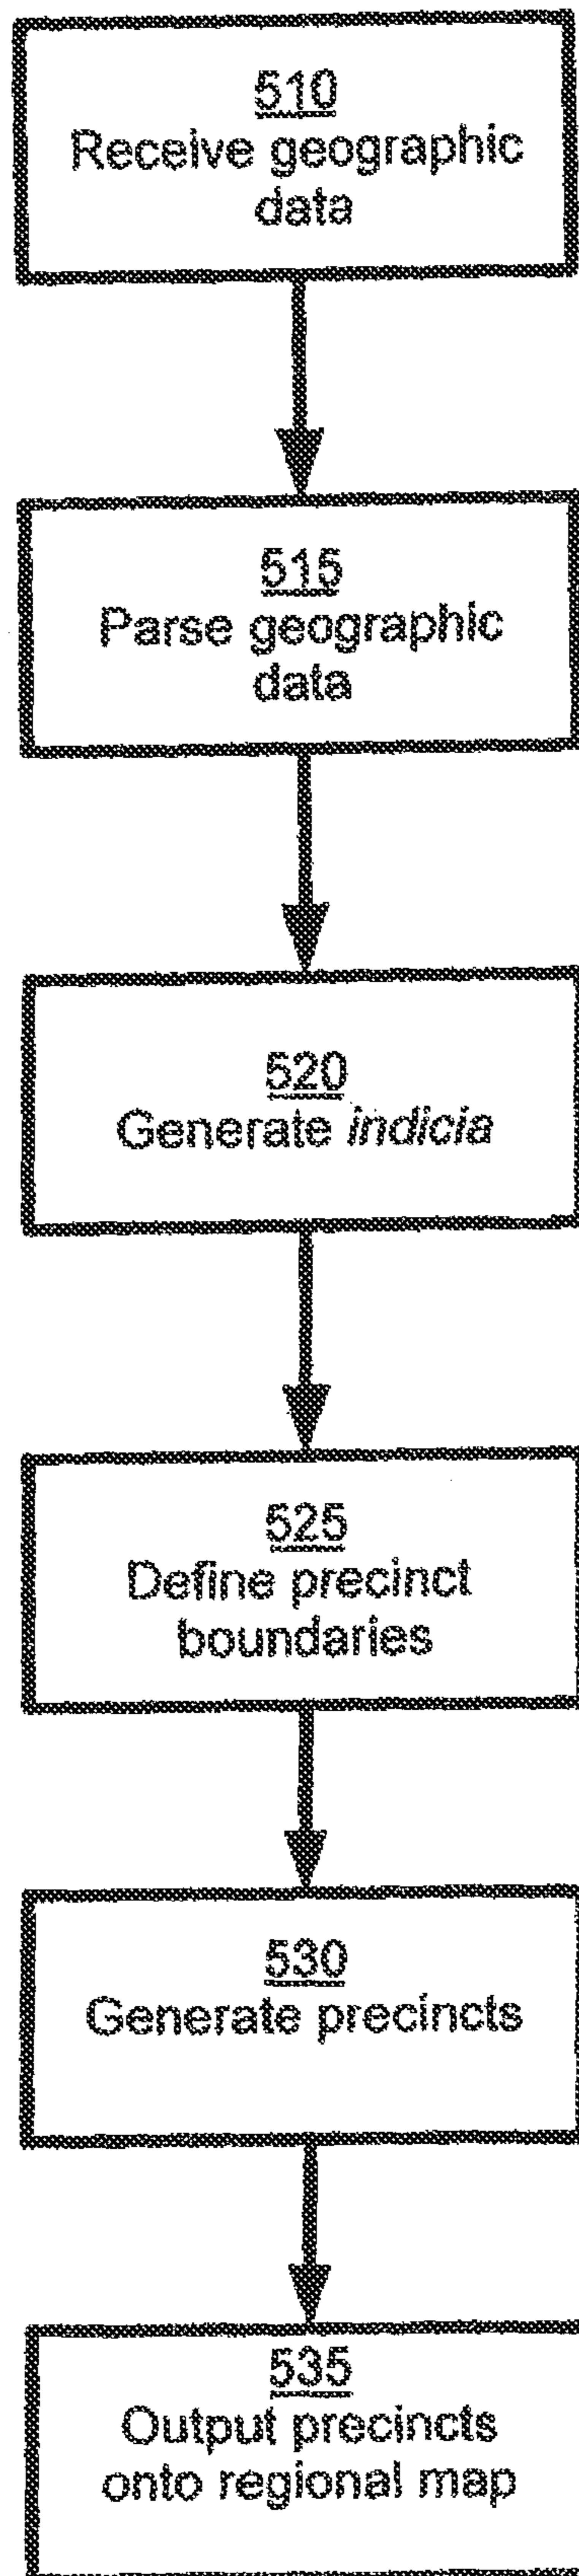 510
Receive geographic
data
515
Parse geographic
data
520
Generate indicia
525
Define precinct
boundaries
530
Generate precincts
535
Output precincts
onto regional map